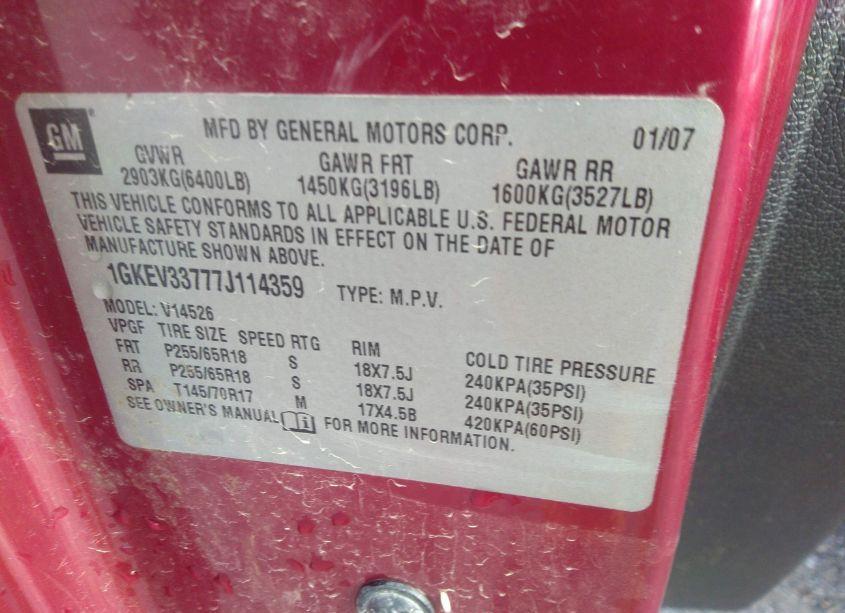 GM
MFD BY GENERAL MOTORS CORP. 01/07
GVWR GAWR FRT GAWR RR
2903KG(6400LB) 1450KG(3196LB) 1600KG(3527LB)
THIS VEHICLE CONFORMS TO ALL APPLICABLE U.S. FEDERAL MOTOR
VEHICLE SAFETY STANDARDS IN EFFECT ON THE DATE OF
MANUFACTURE SHOWN ABOVE.
1GKEV33777J114359 TYPE: M.P.V.
MODEL: V14526
VPGF TIRE SIZE SPEED RTG RIM COLD TIRE PRESSURE
FRT P255/65R18 S 18X7.5J 240KPA(35PSI)
RR P255/65R18 S 18X7.5J 240KPA(35PSI)
SPA T145/70R17 M 17X4.5B 420KPA(60PSI)
SEE OWNER'S MANUAL i FOR MORE INFORMATION.